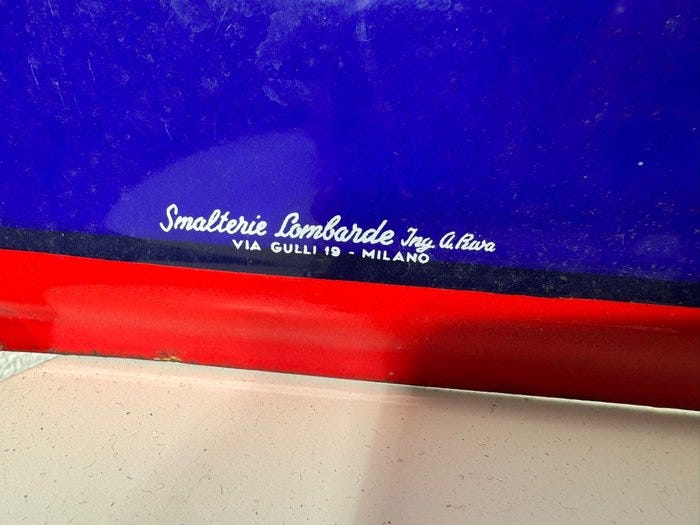 Smalterie Lombarde Ing. A. Riva
VIA GULLI 19 - MILANO